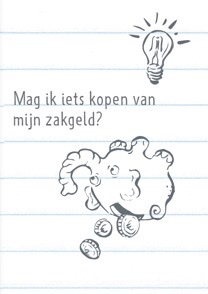 Mag ik iets kopen van
mijn zakgeld?